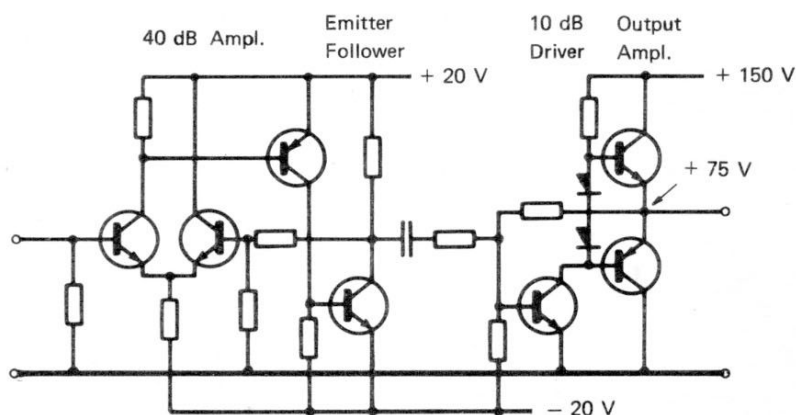 40 dB Ampl.
Emitter
Follower
10 dB
Driver
Output
Ampl.
+ 20 V
+ 150 V
+ 75 V
− 20 V